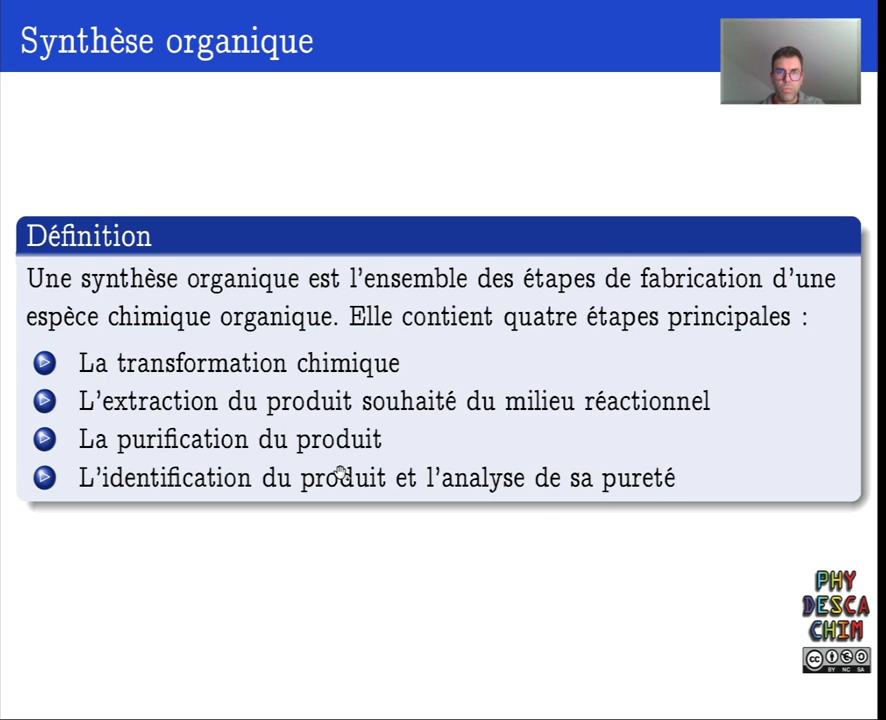 Synthèse organique
Définition
Une synthèse organique est l'ensemble des étapes de fabrication d'une
espèce chimique organique. Elle contient quatre étapes principales :
La transformation chimique
L'extraction du produit souhaité du milieu réactionnel
La purification du produit
L'identification du produit et l'analyse de sa pureté
PHY
DESCA
CHIM
CC
BY NC SA